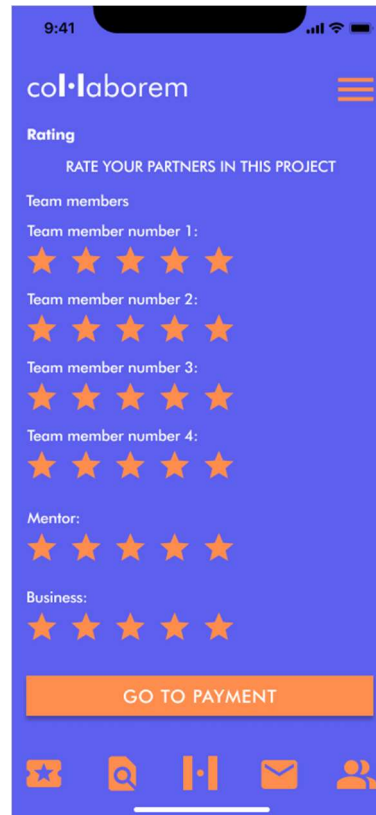 9:41
col·laborem
Rating
RATE YOUR PARTNERS IN THIS PROJECT
Team members
Team member number 1:
Team member number 2:
Team member number 3:
Team member number 4:
Mentor:
Business:
GO TO PAYMENT
l·l